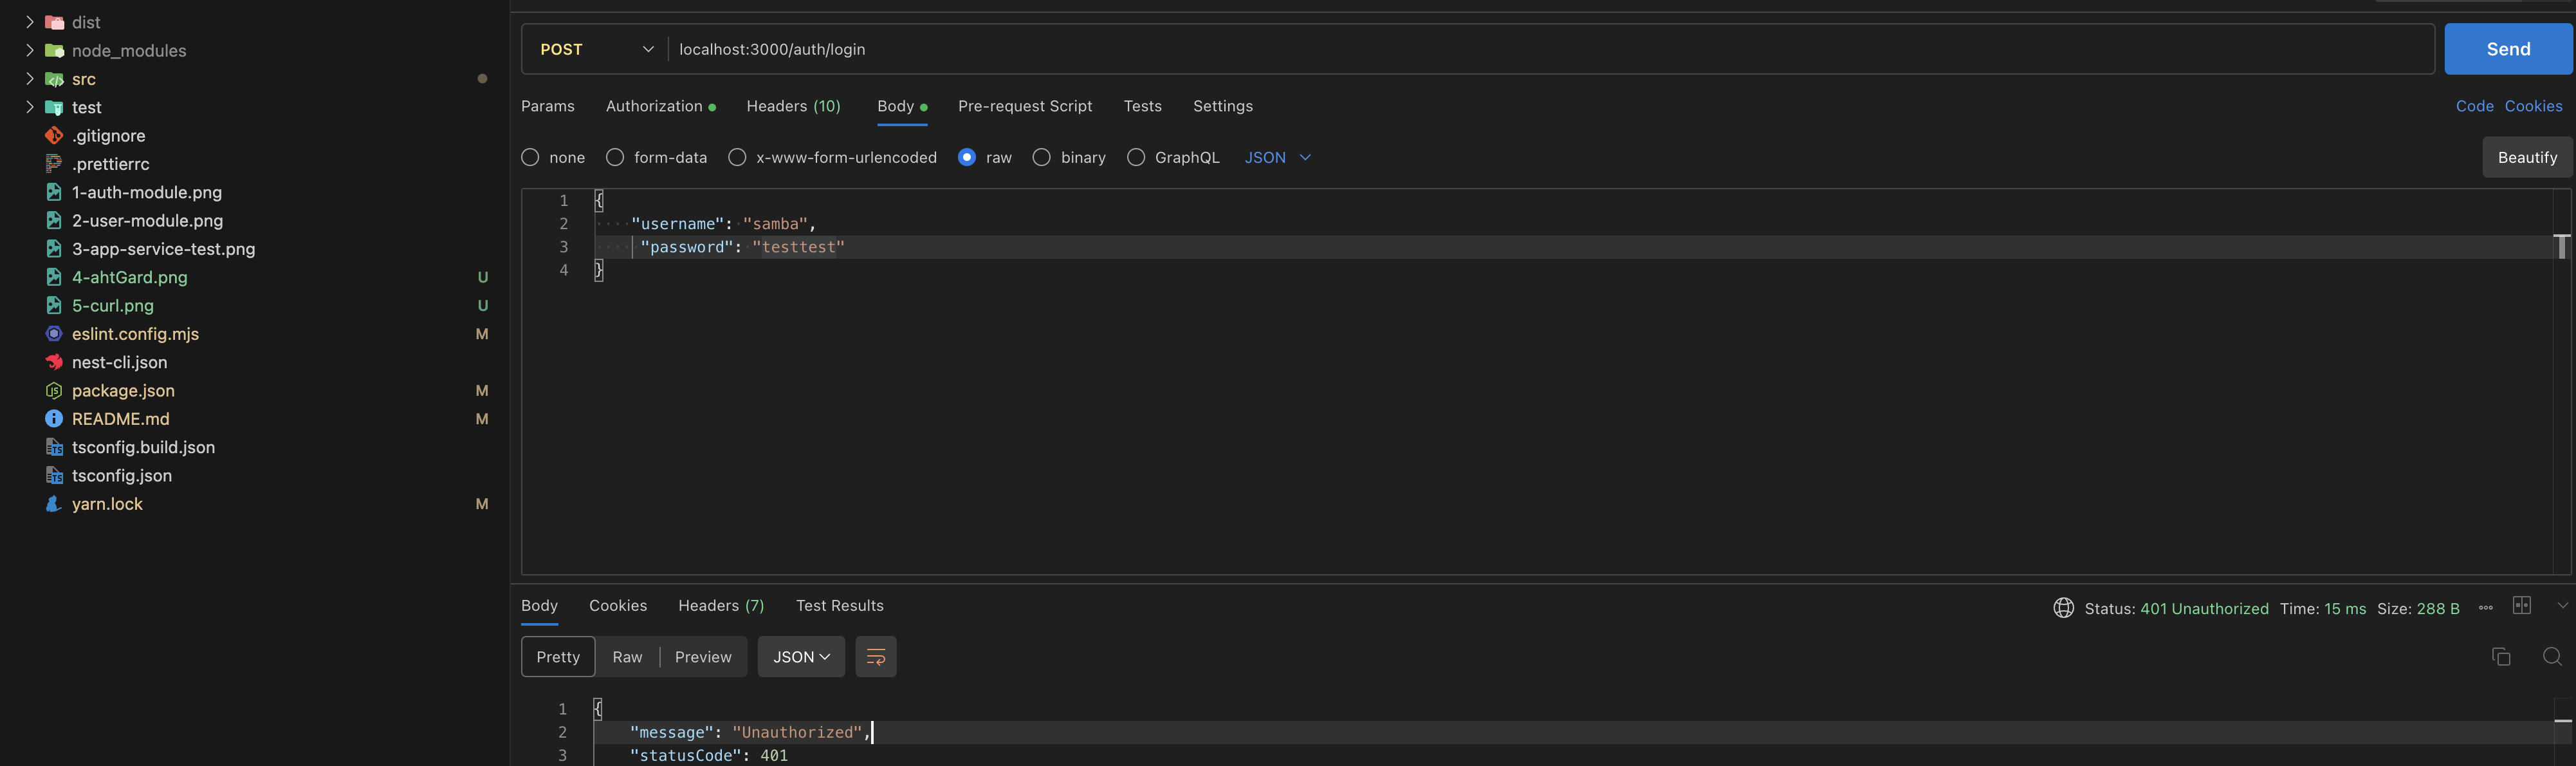 dist
node_modules
src
test
.gitignore
.prettierrc
1-auth-module.png
2-user-module.png
3-app-service-test.png
4-ahtGard.png U
5-curl.png U
eslint.config.mjs M
nest-cli.json
package.json M
README.md M
tsconfig.build.json
tsconfig.json
yarn.lock M
POST localhost:3000/auth/login Send
Params Authorization Headers (10) Body Pre-request Script Tests Settings Code Cookies
none form-data x-www-form-urlencoded raw binary GraphQL JSON Beautify
1 {
2 "username": "samba",
3 "password": "testtest"
4 }
Body Cookies Headers (7) Test Results Status: 401 Unauthorized Time: 15 ms Size: 288 B
Pretty Raw Preview JSON
1 {
2 "message": "Unauthorized",
3 "statusCode": 401